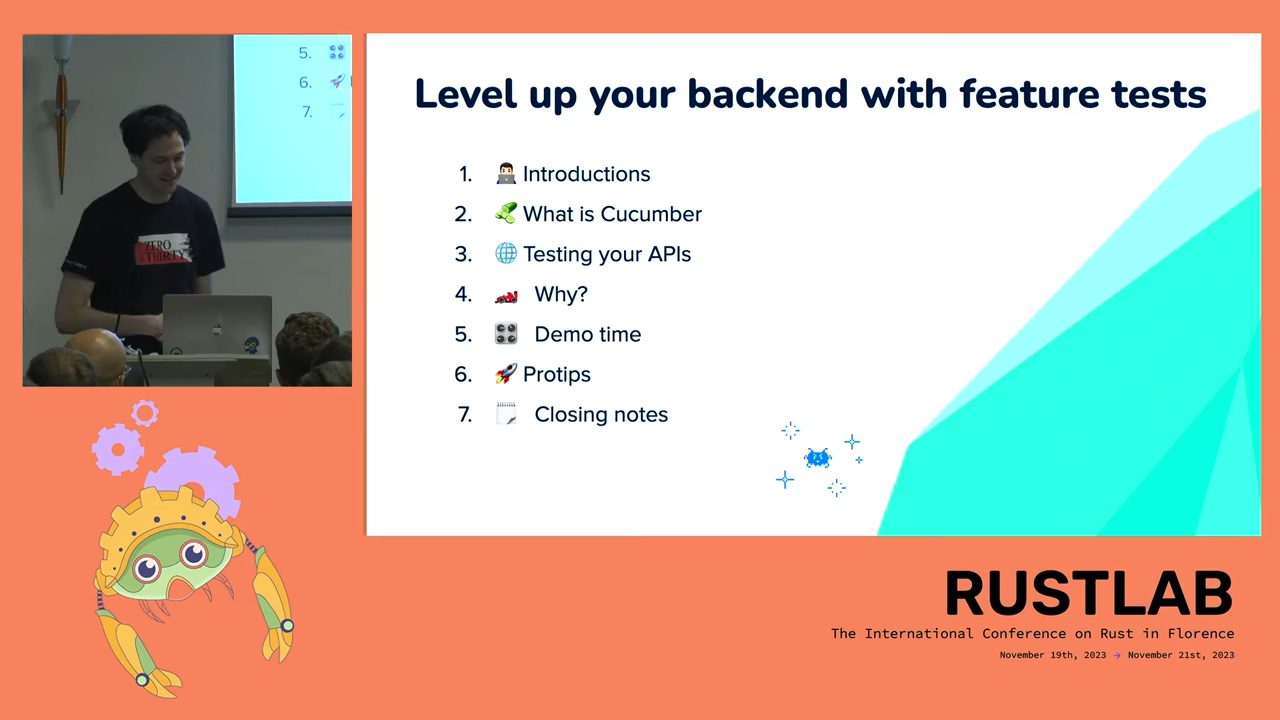 5.
6.
7.
ZERO
THIRTY
Level up your backend with feature tests
1. Introductions
2. What is Cucumber
3. Testing your APIs
4. Why?
5. Demo time
6. Protips
7. Closing notes
RUSTLAB
The International Conference on Rust in Florence
November 19th, 2023 → November 21st, 2023